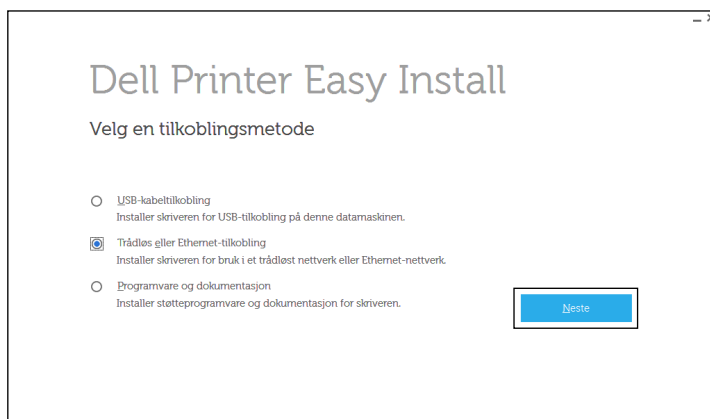 Dell Printer Easy Install
Velg en tilkoblingsmetode
USB-kabeltilkobling
Installer skriveren for USB-tilkobling på denne datamaskinen.
Trådløs eller Ethernet-tilkobling
Installer skriveren for bruk i et trådløst nettverk eller Ethernet-nettverk.
Programvare og dokumentasjon
Installer støtteprogramvare og dokumentasjon for skriveren.
Neste